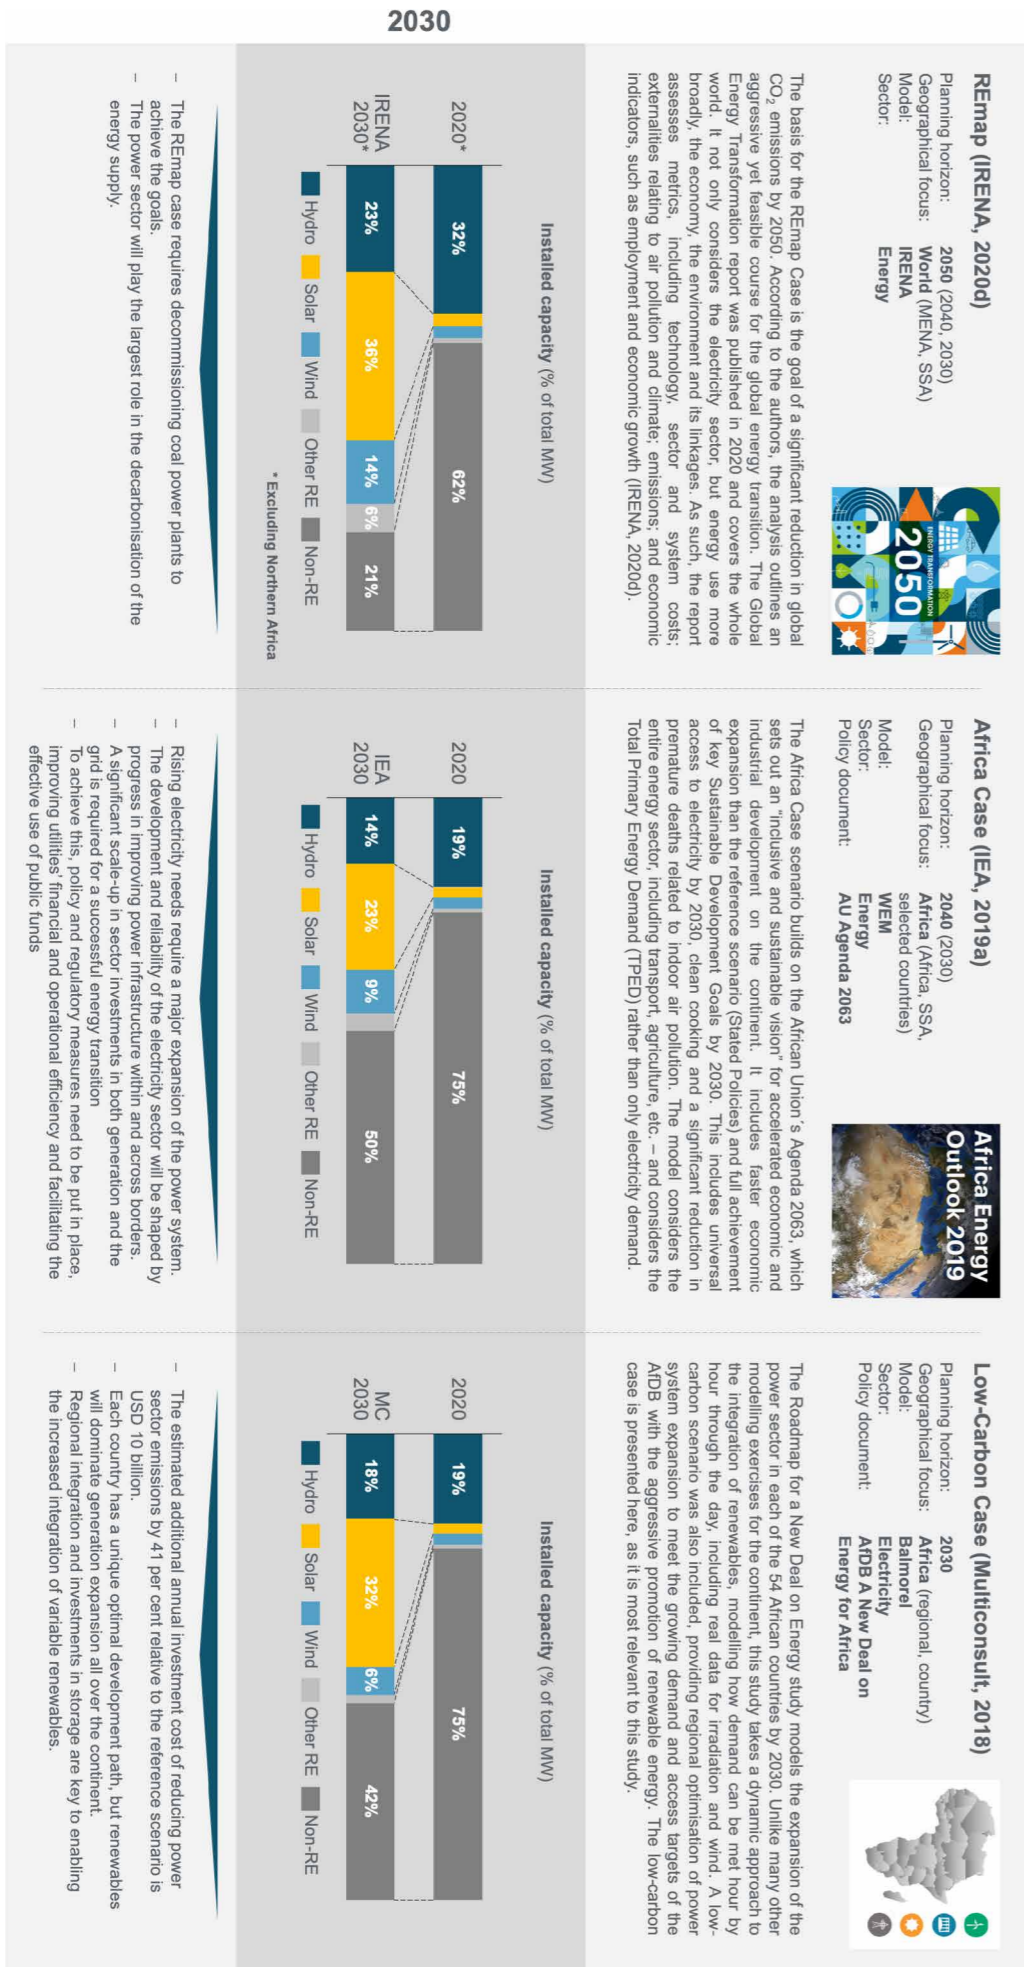 2030
REmap (IRENA, 2020d)
Planning horizon: 2050 (2040, 2030)
Geographical focus: World (MENA, SSA)
Model: IRENA
Sector: Energy
ENERGY TRANSFORMATION
2050
The basis for the REmap Case is the goal of a significant reduction in global
CO₂ emissions by 2050. According to the authors, the analysis outlines an
aggressive yet feasible course for the global energy transition. The Global
Energy Transformation report was published in 2020 and covers the whole
world. It not only considers the electricity sector, but energy use more
broadly, the economy, the environment and its linkages. As such, the report
assesses metrics, including technology, sector and system costs;
externalities relating to air pollution and climate; emissions; and economic
indicators, such as employment and economic growth (IRENA, 2020d).
Installed capacity (% of total MW)
2020* 32% 62%
IRENA
2030* 23% 36% 14% 6% 21%
Hydro Solar Wind Other RE Non-RE
* Excluding Northern Africa
– The REmap case requires decommissioning coal power plants to
achieve the goals.
– The power sector will play the largest role in the decarbonisation of the
energy supply.
Africa Case (IEA, 2019a)
Planning horizon: 2040 (2030)
Geographical focus: Africa (Africa, SSA,
selected countries)
Model: WEM
Sector: Energy
Policy document: AU Agenda 2063
Africa Energy
Outlook 2019
The Africa Case scenario builds on the African Union´s Agenda 2063, which
sets out an "inclusive and sustainable vision" for accelerated economic and
industrial development on the continent. It includes faster economic
expansion than the reference scenario (Stated Policies) and full achievement
of key Sustainable Development Goals by 2030. This includes universal
access to electricity by 2030, clean cooking and a significant reduction in
premature deaths related to indoor air pollution. The model considers the
entire energy sector, including transport, agriculture, etc. – and considers the
Total Primary Energy Demand (TPED) rather than only electricity demand.
Installed capacity (% of total MW)
2020 19% 75%
IEA
2030 14% 23% 9% 50%
Hydro Solar Wind Other RE Non-RE
– Rising electricity needs require a major expansion of the power system.
– The development and reliability of the electricity sector will be shaped by
progress in improving power infrastructure within and across borders.
– A significant scale-up in sector investments in both generation and the
grid is required for a successful energy transition
– To achieve this, policy and regulatory measures need to be put in place,
improving utilities' financial and operational efficiency and facilitating the
effective use of public funds
Low-Carbon Case (Multiconsult, 2018)
Planning horizon: 2030
Geographical focus: Africa (regional, country)
Model: Balmorel
Sector: Electricity
Policy document: AfDB A New Deal on
Energy for Africa
The Roadmap for a New Deal on Energy study models the expansion of the
power sector in each of the 54 African countries by 2030. Unlike many other
modelling exercises for the continent, this study takes a dynamic approach to
the integration of renewables, modelling how demand can be met hour by
hour through the day, including real data for irradiation and wind. A low-
carbon scenario was also included, providing regional optimisation of power
system expansion to meet the growing demand and access targets of the
AfDB with the aggressive promotion of renewable energy. The low-carbon
case is presented here, as it is most relevant to this study.
Installed capacity (% of total MW)
2020 19% 75%
MC
2030 18% 32% 6% 42%
Hydro Solar Wind Other RE Non-RE
– The estimated additional annual investment cost of reducing power
sector emissions by 41 per cent relative to the reference scenario is
USD 10 billion.
– Each country has a unique optimal development path, but renewables
will dominate generation expansion all over the continent.
– Regional integration and investments in storage are key to enabling
the increased integration of variable renewables.